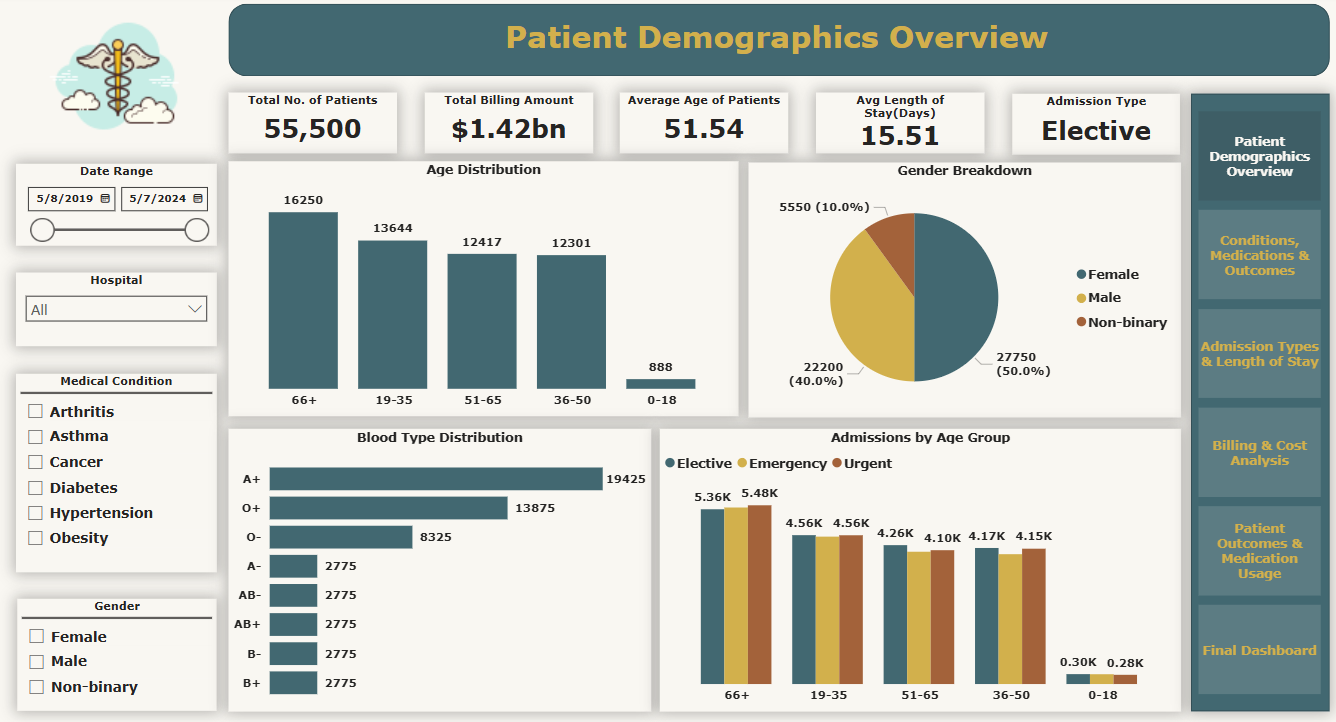 Patient Demographics Overview
Total No. of Patients
55,500
Total Billing Amount
$1.42bn
Average Age of Patients
51.54
Avg Length of
Stay(Days)
15.51
Admission Type
Elective
Date Range
5/8/2019
5/7/2024
Hospital
All
Medical Condition
Arthritis
Asthma
Cancer
Diabetes
Hypertension
Obesity
Gender
Female
Male
Non-binary
Age Distribution
16250
13644
12417
12301
888
66+
19-35
51-65
36-50
0-18
Gender Breakdown
5550 (10.0%)
22200
(40.0%)
27750
(50.0%)
Female
Male
Non-binary
Blood Type Distribution
A+ 19425
O+ 13875
O- 8325
A- 2775
AB- 2775
AB+ 2775
B- 2775
B+ 2775
Admissions by Age Group
Elective Emergency Urgent
5.36K 5.48K
4.56K 4.56K
4.26K 4.10K
4.17K 4.15K
0.30K 0.28K
66+
19-35
51-65
36-50
0-18
Patient
Demographics
Overview
Conditions,
Medications &
Outcomes
Admission Types
& Length of Stay
Billing & Cost
Analysis
Patient
Outcomes &
Medication
Usage
Final Dashboard